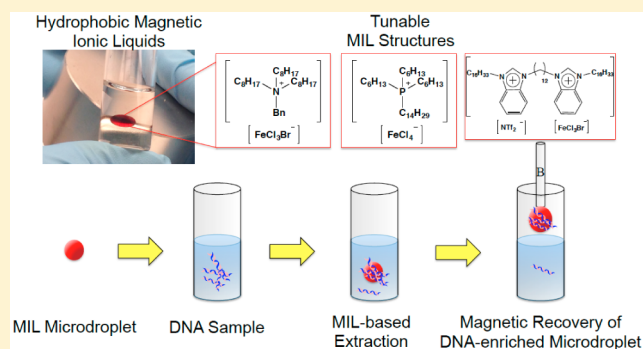 Hydrophobic Magnetic
Ionic Liquids
Tunable
MIL Structures
C8H17
C8H17 C8H17
N+
Bn
[FeCl3Br−]
C6H13
C6H13 C6H13
P+
C14H29
[FeCl4−]
C16H33 N N ( )12 N N C16H33
+ +
[NTf2−] [FeCl3Br−]
B
MIL Microdroplet
DNA Sample
MIL-based
Extraction
Magnetic Recovery of
DNA-enriched Microdroplet